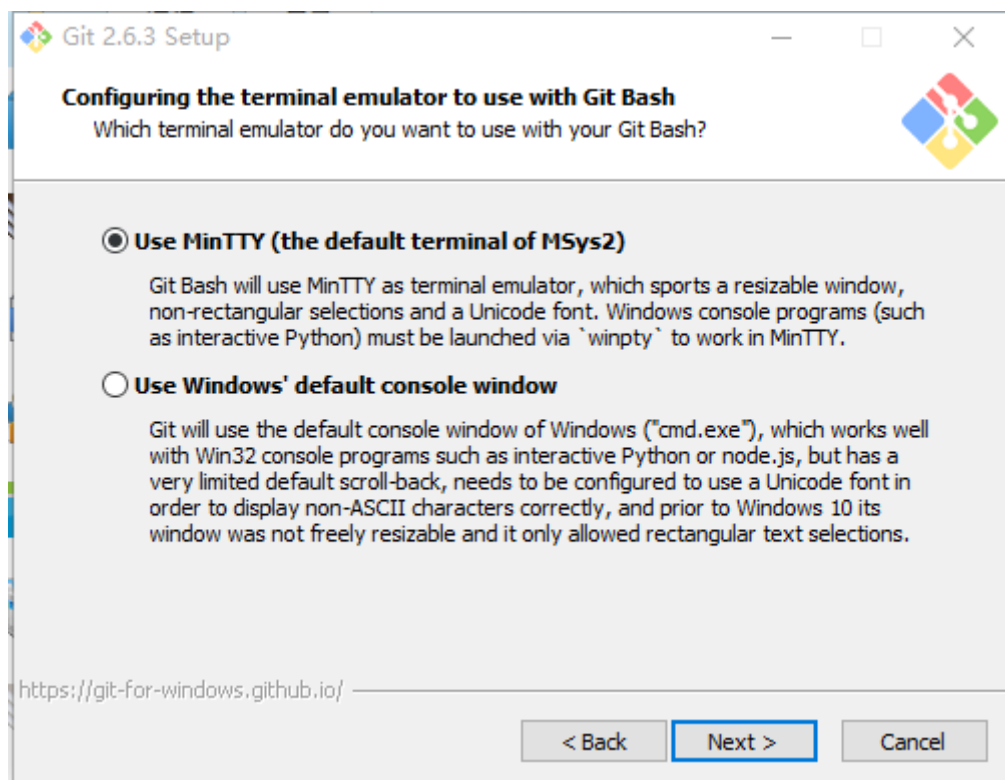 Git 2.6.3 Setup
Configuring the terminal emulator to use with Git Bash
Which terminal emulator do you want to use with your Git Bash?
Use MinTTY (the default terminal of MSys2)
Git Bash will use MinTTY as terminal emulator, which sports a resizable window,
non-rectangular selections and a Unicode font. Windows console programs (such
as interactive Python) must be launched via `winpty` to work in MinTTY.
Use Windows' default console window
Git will use the default console window of Windows ("cmd.exe"), which works well
with Win32 console programs such as interactive Python or node.js, but has a
very limited default scroll-back, needs to be configured to use a Unicode font in
order to display non-ASCII characters correctly, and prior to Windows 10 its
window was not freely resizable and it only allowed rectangular text selections.
https://git-for-windows.github.io/
< Back Next > Cancel